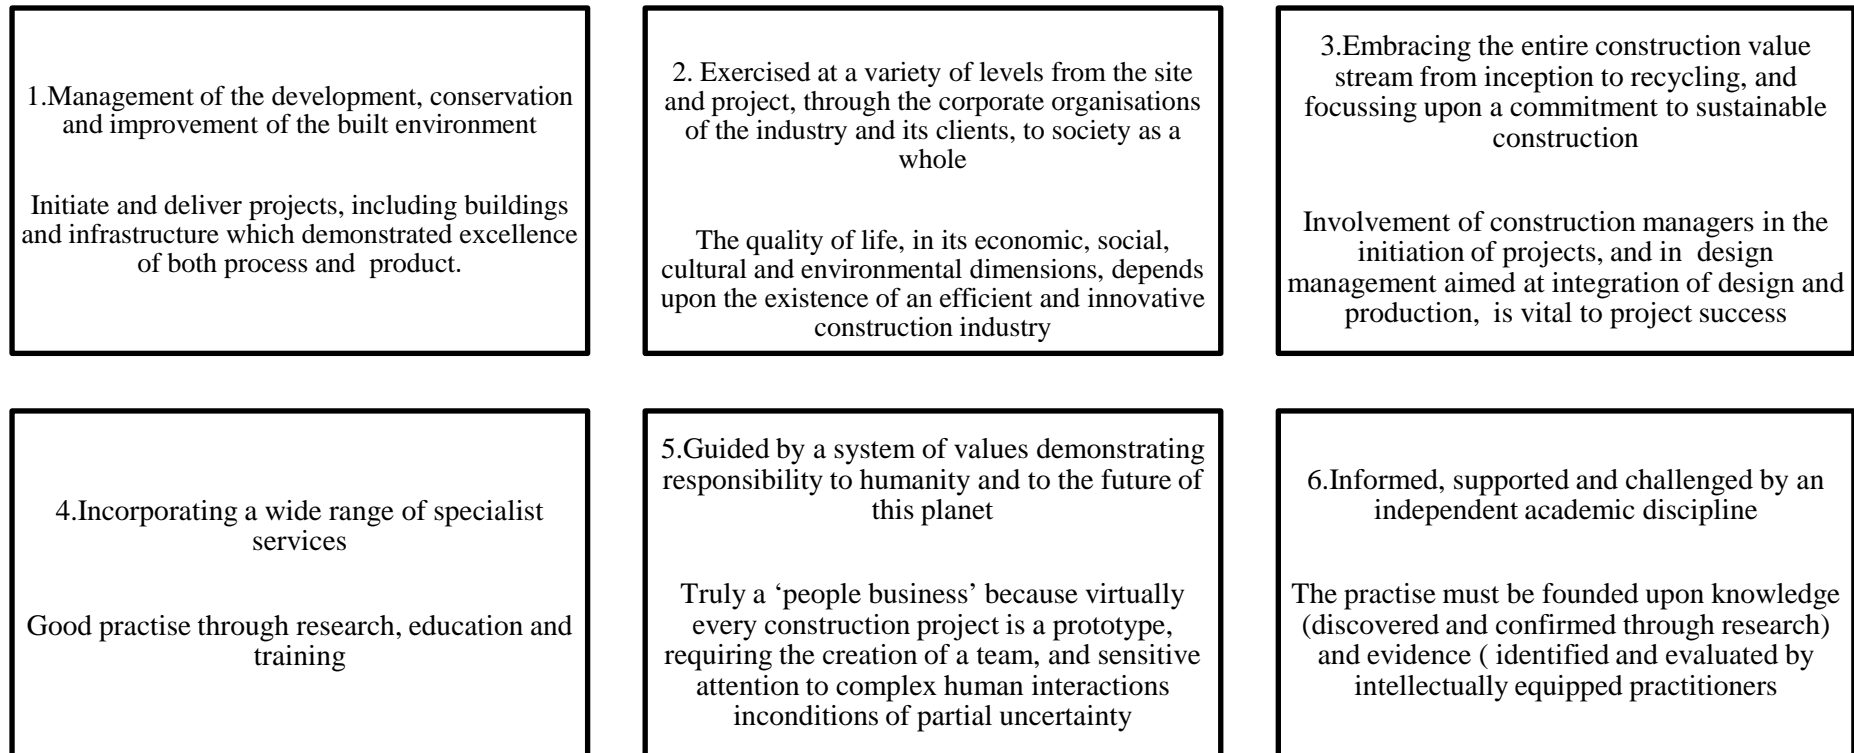 1.Management of the development, conservation
and improvement of the built environment
Initiate and deliver projects, including buildings
and infrastructure which demonstrated excellence
of both process and product.
2. Exercised at a variety of levels from the site
and project, through the corporate organisations
of the industry and its clients, to society as a
whole
The quality of life, in its economic, social,
cultural and environmental dimensions, depends
upon the existence of an efficient and innovative
construction industry
3.Embracing the entire construction value
stream from inception to recycling, and
focussing upon a commitment to sustainable
construction
Involvement of construction managers in the
initiation of projects, and in design
management aimed at integration of design and
production, is vital to project success
4.Incorporating a wide range of specialist
services
Good practise through research, education and
training
5.Guided by a system of values demonstrating
responsibility to humanity and to the future of
this planet
Truly a ‘people business’ because virtually
every construction project is a prototype,
requiring the creation of a team, and sensitive
attention to complex human interactions
inconditions of partial uncertainty
6.Informed, supported and challenged by an
independent academic discipline
The practise must be founded upon knowledge
(discovered and confirmed through research)
and evidence ( identified and evaluated by
intellectually equipped practitioners